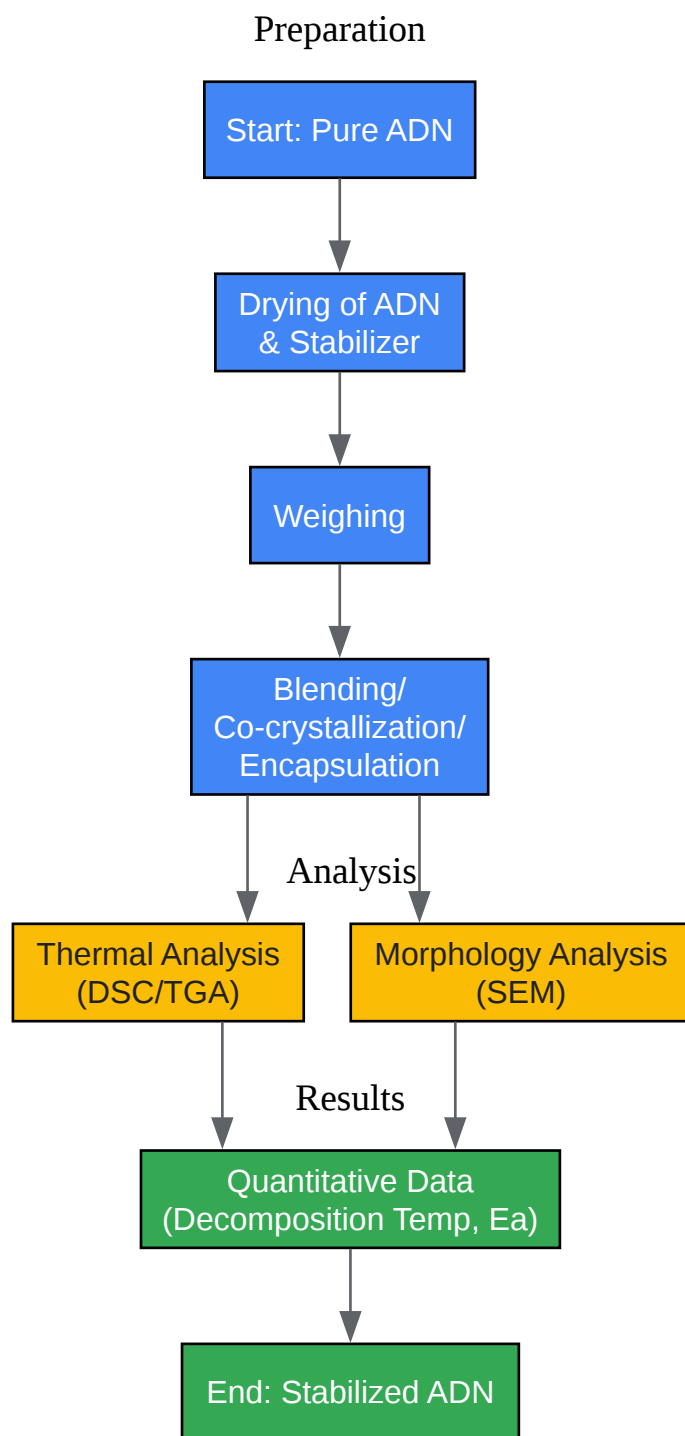 Preparation
Start: Pure ADN
Drying of ADN
& Stabilizer
Weighing
Blending/
Co-crystallization/
Encapsulation
Analysis
Thermal Analysis
(DSC/TGA)
Morphology Analysis
(SEM)
Results
Quantitative Data
(Decomposition Temp, Ea)
End: Stabilized ADN